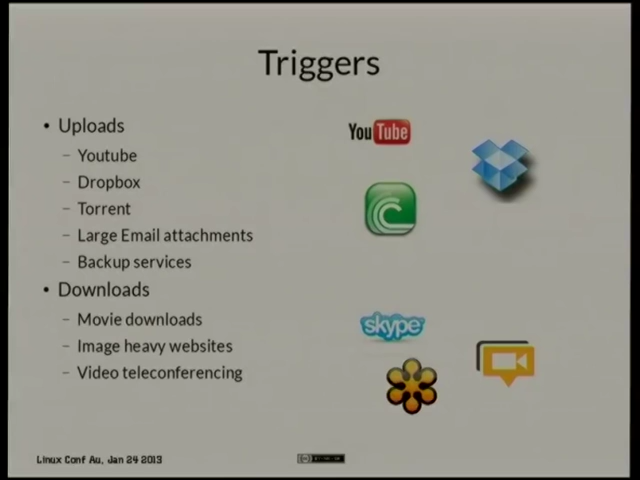 Triggers
• Uploads
– Youtube
– Dropbox
– Torrent
– Large Email attachments
– Backup services
• Downloads
– Movie downloads
– Image heavy websites
– Video teleconferencing
YouTube
skype
Linux Conf Au, Jan 24 2013